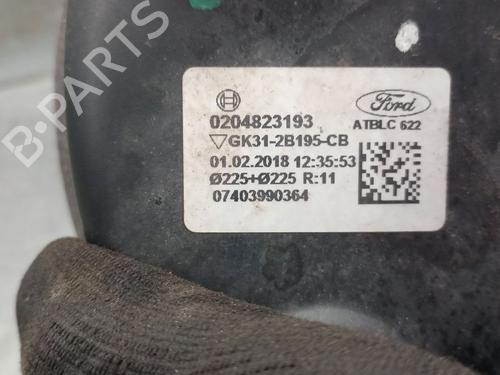 0204823193
Ford
ATBLC 622
▽GK31-2B195-CB
01.02.2018 12:35:53
Ø225+Ø225 R:11
07403990364
B-PARTS